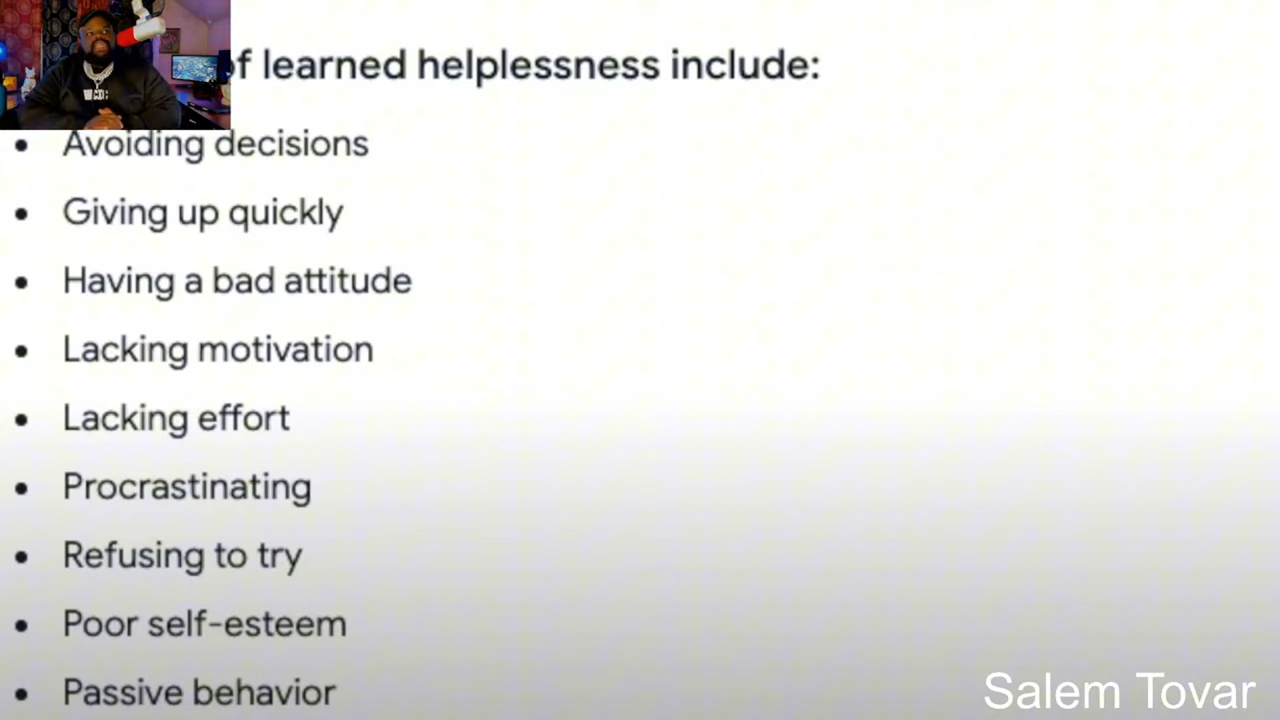 of learned helplessness include:
• Avoiding decisions
• Giving up quickly
• Having a bad attitude
• Lacking motivation
• Lacking effort
• Procrastinating
• Refusing to try
• Poor self-esteem
• Passive behavior
Salem Tovar